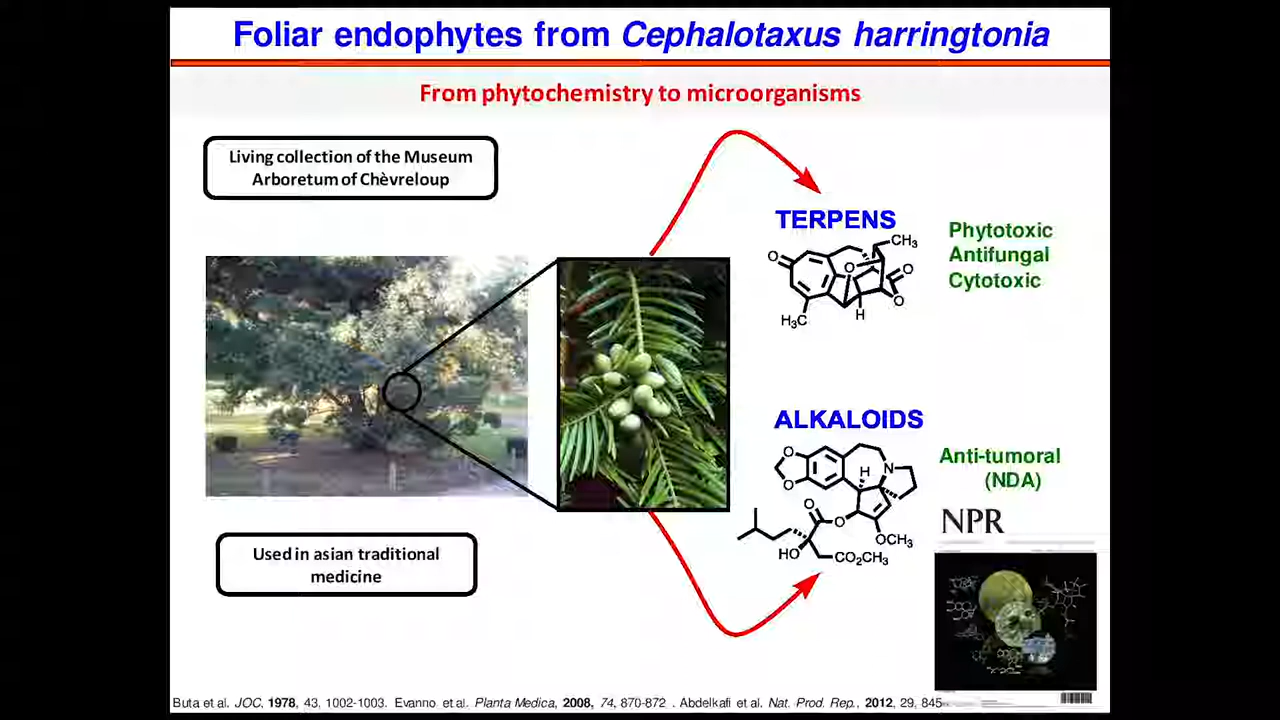 Foliar endophytes from Cephalotaxus harringtonia
From phytochemistry to microorganisms
Living collection of the Museum
Arboretum of Chèvreloup
TERPENS
Phytotoxic
Antifungal
Cytotoxic
CH₃
O
O
O
O
H₃C
H
ALKALOIDS
Anti-tumoral
(NDA)
O
O
H
N
O
O
OCH₃
HO
CO₂CH₃
NPR
Used in asian traditional
medicine
Buta et al. JOC. 1978, 43, 1002-1003. Evanno et al. Planta Medica, 2008, 74, 870-872 . Abdelkafi et al. Nat. Prod. Rep., 2012, 29, 845-